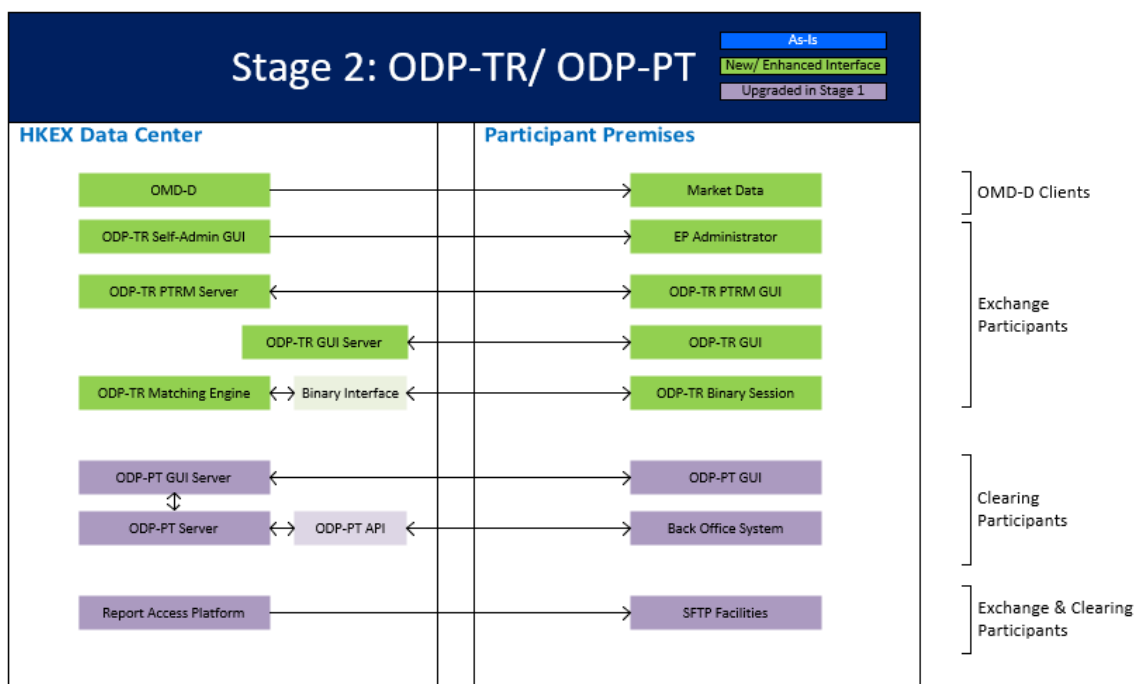 Stage 2: ODP-TR/ ODP-PT
As-Is
New/ Enhanced Interface
Upgraded in Stage 1
HKEX Data Center
Participant Premises
OMD-D
Market Data
OMD-D Clients
ODP-TR Self-Admin GUI
EP Administrator
ODP-TR PTRM Server
ODP-TR PTRM GUI
Exchange
Participants
ODP-TR GUI Server
ODP-TR GUI
ODP-TR Matching Engine
Binary Interface
ODP-TR Binary Session
ODP-PT GUI Server
ODP-PT GUI
Clearing
Participants
ODP-PT Server
ODP-PT API
Back Office System
Report Access Platform
SFTP Facilities
Exchange & Clearing
Participants